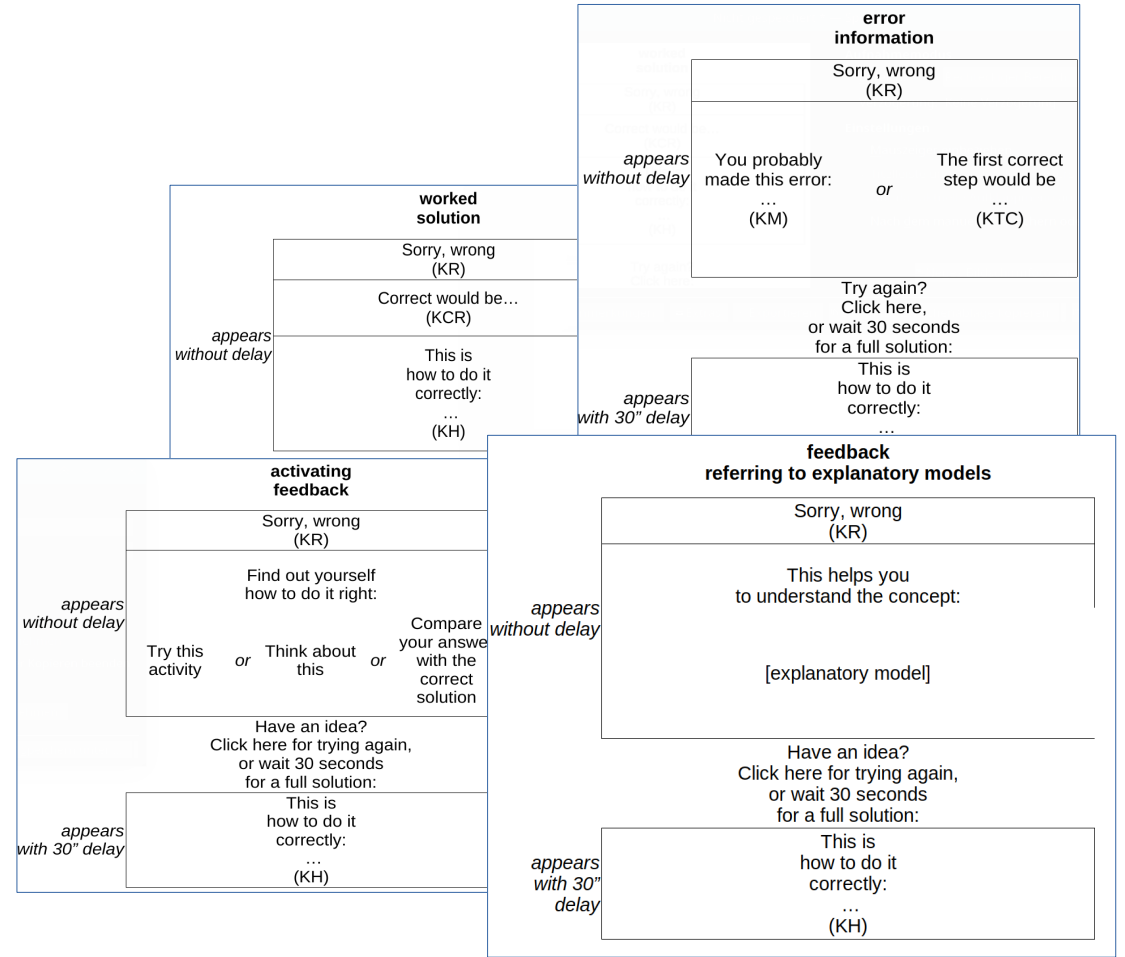 error
information
Sorry, wrong
(KR)
appears
without delay
You probably
made this error:
…
(KM)
or
The first correct
step would be
…
(KTC)
Try again?
Click here,
or wait 30 seconds
for a full solution:
appears
with 30” delay
This is
how to do it
correctly:
…
worked
solution
Sorry, wrong
(KR)
Correct would be…
(KCR)
appears
without delay
This is
how to do it
correctly:
…
(KH)
activating
feedback
Sorry, wrong
(KR)
appears
without delay
Find out yourself
how to do it right:
Try this
activity
or
Think about
this
or
Compare
your answe
with the
correct
solution
Have an idea?
Click here for trying again,
or wait 30 seconds
for a full solution:
appears
with 30” delay
This is
how to do it
correctly:
…
(KH)
feedback
referring to explanatory models
Sorry, wrong
(KR)
appears
without delay
This helps you
to understand the concept:
[explanatory model]
Have an idea?
Click here for trying again,
or wait 30 seconds
for a full solution:
appears
with 30”
delay
This is
how to do it
correctly:
…
(KH)